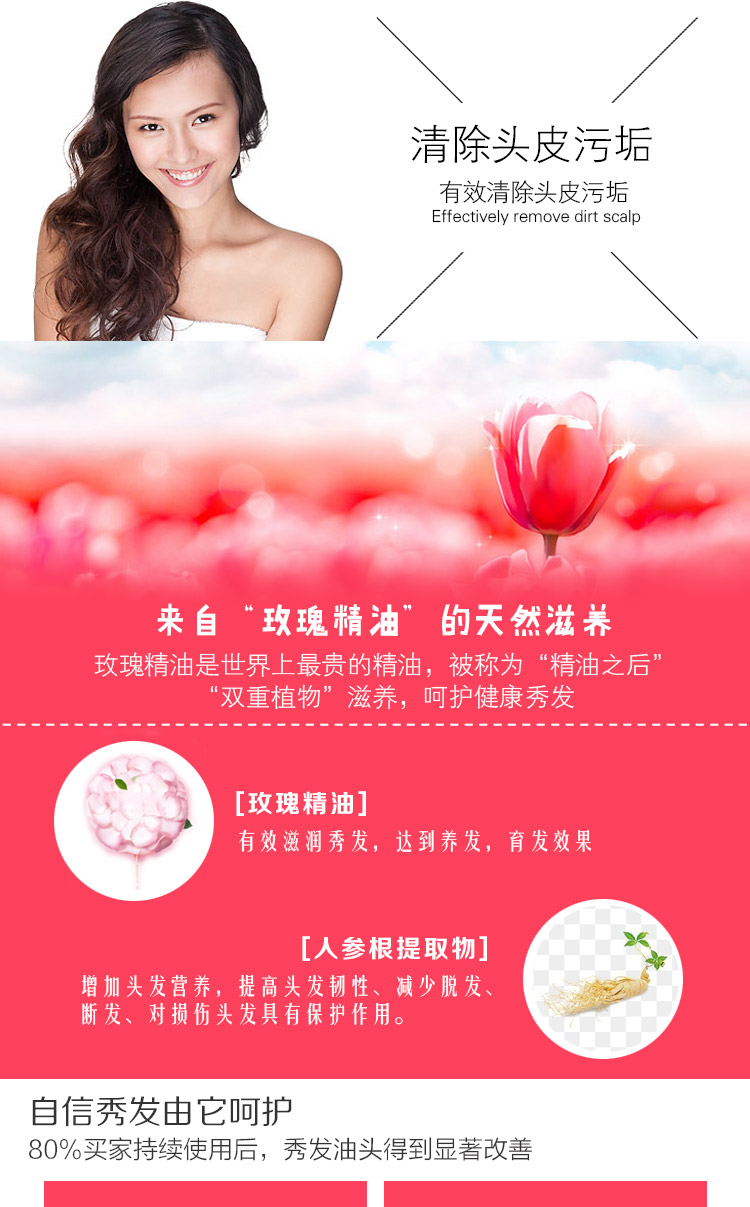 清除头皮污垢
有效清除头皮污垢
Effectively remove dirt scalp
来自“玫瑰精油”的天然滋养
玫瑰精油是世界上最贵的精油，被称为“精油之后”
“双重植物”滋养，呵护健康秀发
[玫瑰精油]
有效滋润秀发，达到养发，育发效果
[人参根提取物]
增加头发营养，提高头发韧性、减少脱发、
断发、对损伤头发具有保护作用。
自信秀发由它呵护
80%买家持续使用后，秀发油头得到显著改善